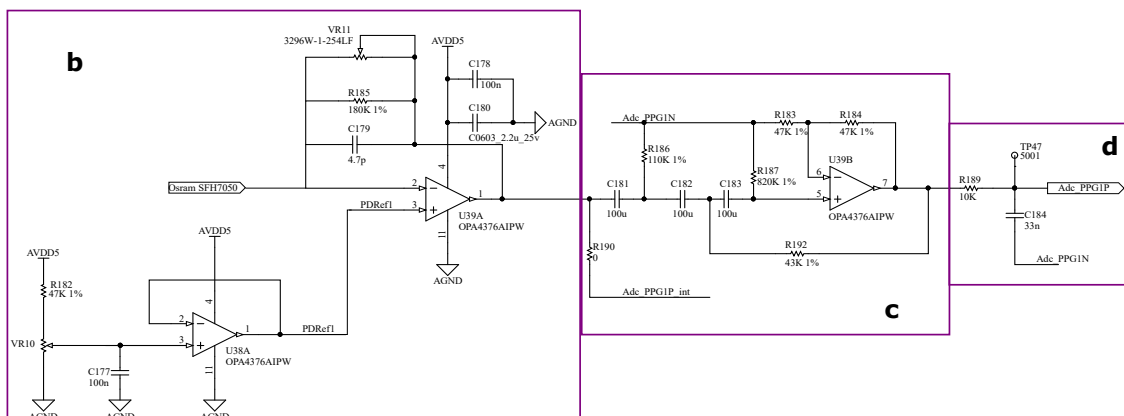 b
VR11
3296W-1-254LF
R185
180K 1%
C179
4.7p
AVDD5
C178
100n
C180
C0603_2.2u_25v
AGND
4
Osram SFH7050
2
3
1
PDRef1
U39A
OPA4376AIPW
11
AGND
AVDD5
R182
47K 1%
VR10
AGND
C177
100n
AGND
AVDD5
4
2
3
1
U38A
OPA4376AIPW
11
AGND
PDRef1
c
Adc_PPG1N
R186
110K 1%
C181
100u
C182
100u
C183
100u
R183
47K 1%
R184
47K 1%
R187
820K 1%
U39B
6
5
7
OPA4376AIPW
R192
43K 1%
R190
0
Adc_PPG1P_int
d
TP47
5001
R189
10K
Adc_PPG1P
C184
33n
Adc_PPG1N